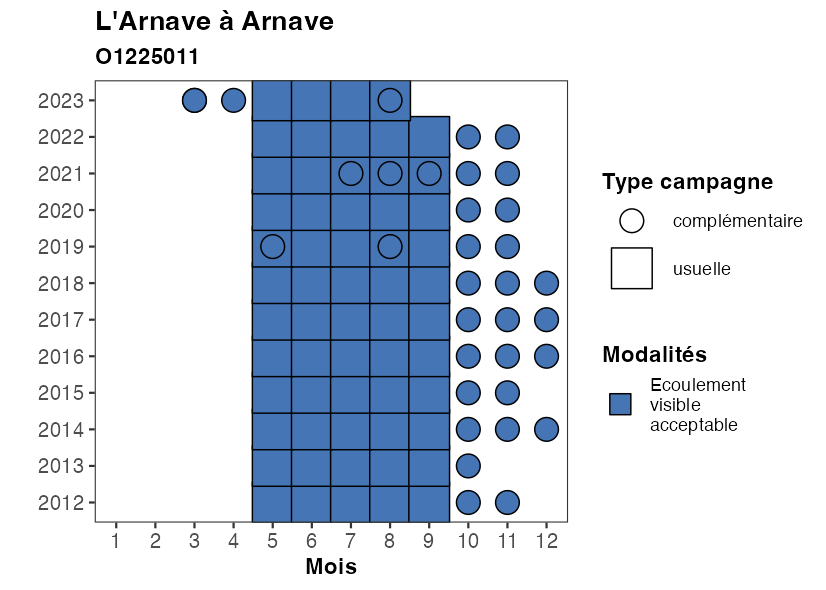 L'Arnave à Arnave
O1225011
2023
2022
2021
2020
2019
2018
2017
2016
2015
2014
2013
2012
1 2 3 4 5 6 7 8 9 10 11 12
Mois
Type campagne
complémentaire
usuelle
Modalités
Ecoulement
visible
acceptable